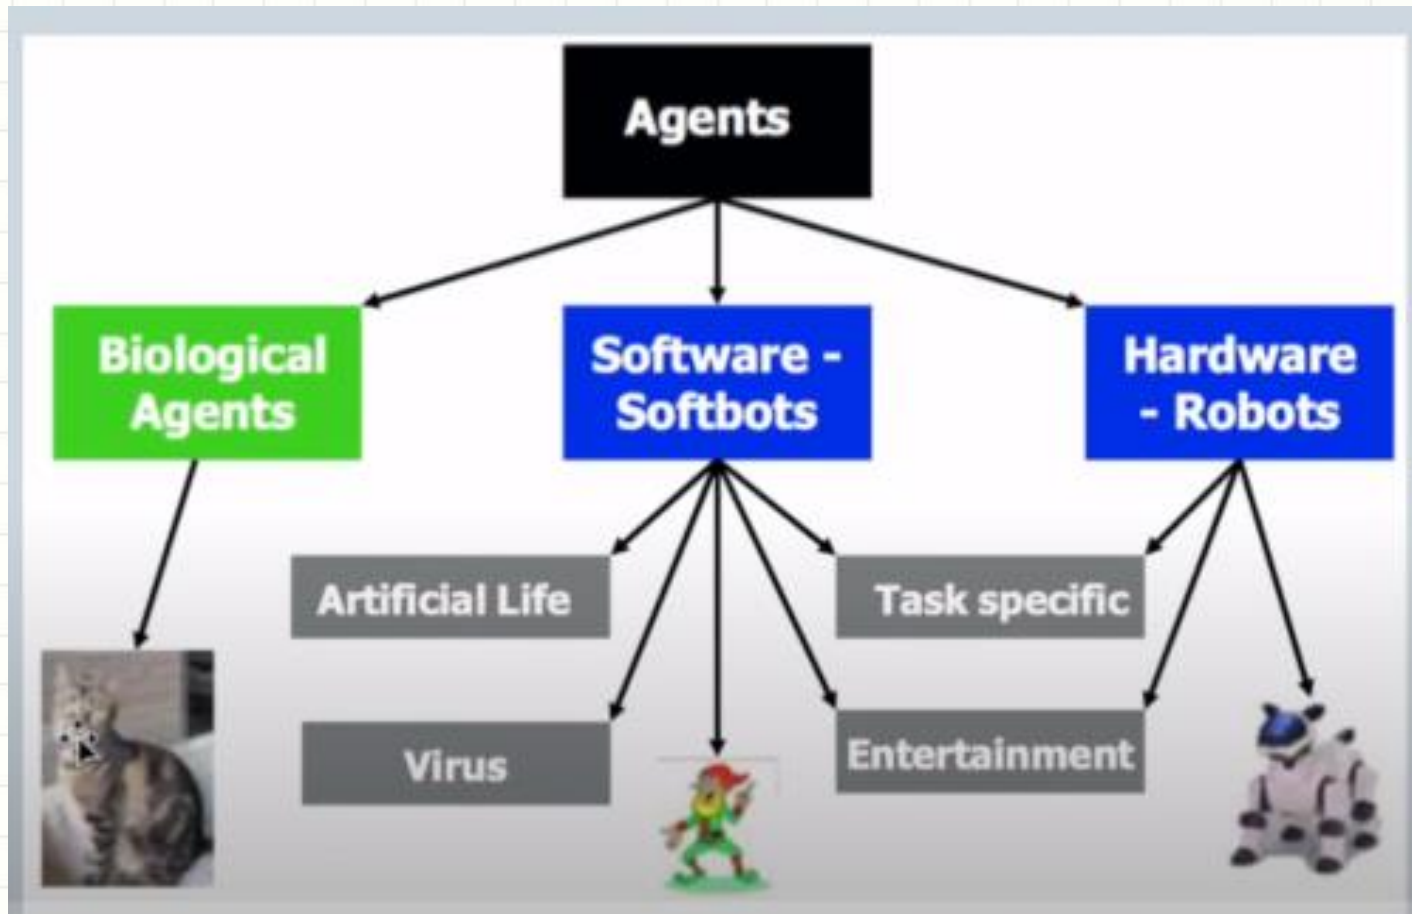 Agents
Biological
Agents
Software -
Softbots
Hardware
- Robots
Artificial Life
Task specific
Virus
Entertainment